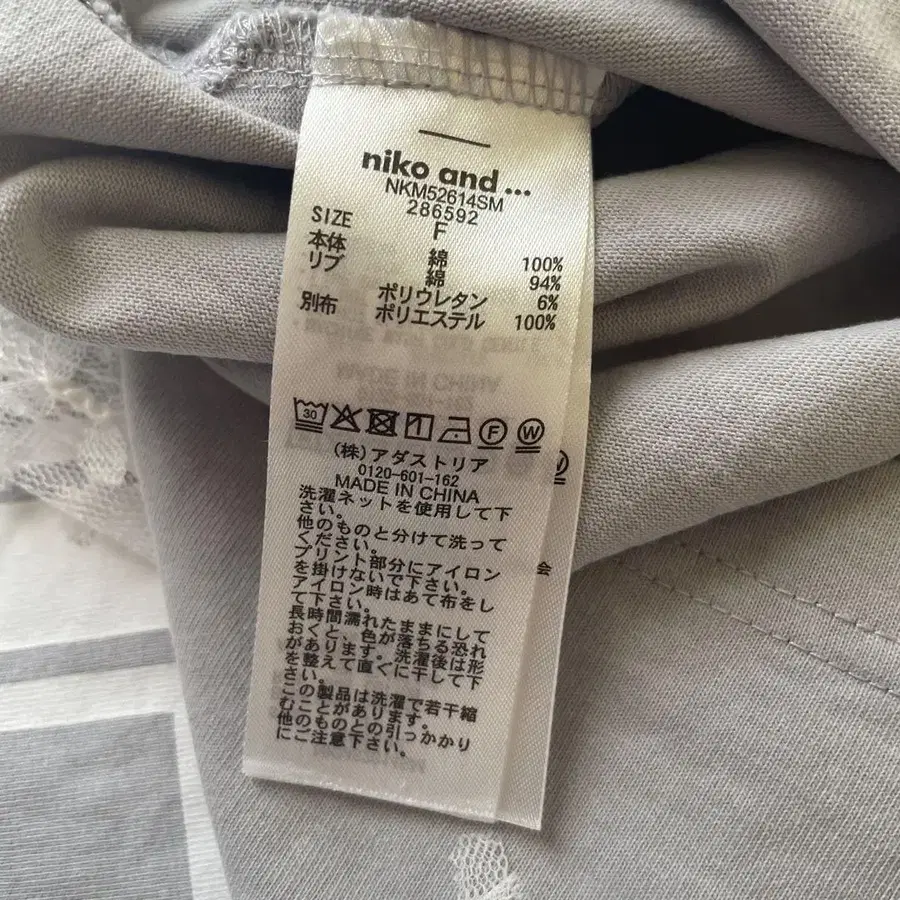 niko and ...
NKM52614SM
286592
SIZE F
本体 綿 100%
リブ 綿 94%
ポリウレタン 6%
別布 ポリエステル 100%
MADE IN CHINA
30
F W
(株)アダストリア
0120-601-162
MADE IN CHINA
洗濯ネットを使用して下
さい。
他のものと分けて洗って
ください。
プリント部分にアイロン
を掛けないで下さい。
アイロン時はあて布をし
て下さい。
長時間濡れたままにして
おくと、色が落ちる恐れ
があります。洗濯後は形
を整えて直ぐに干して下
さい。
この製品は洗濯で若干縮
むことがあります。
他のものとの引っかかり
にご注意下さい。
W
会